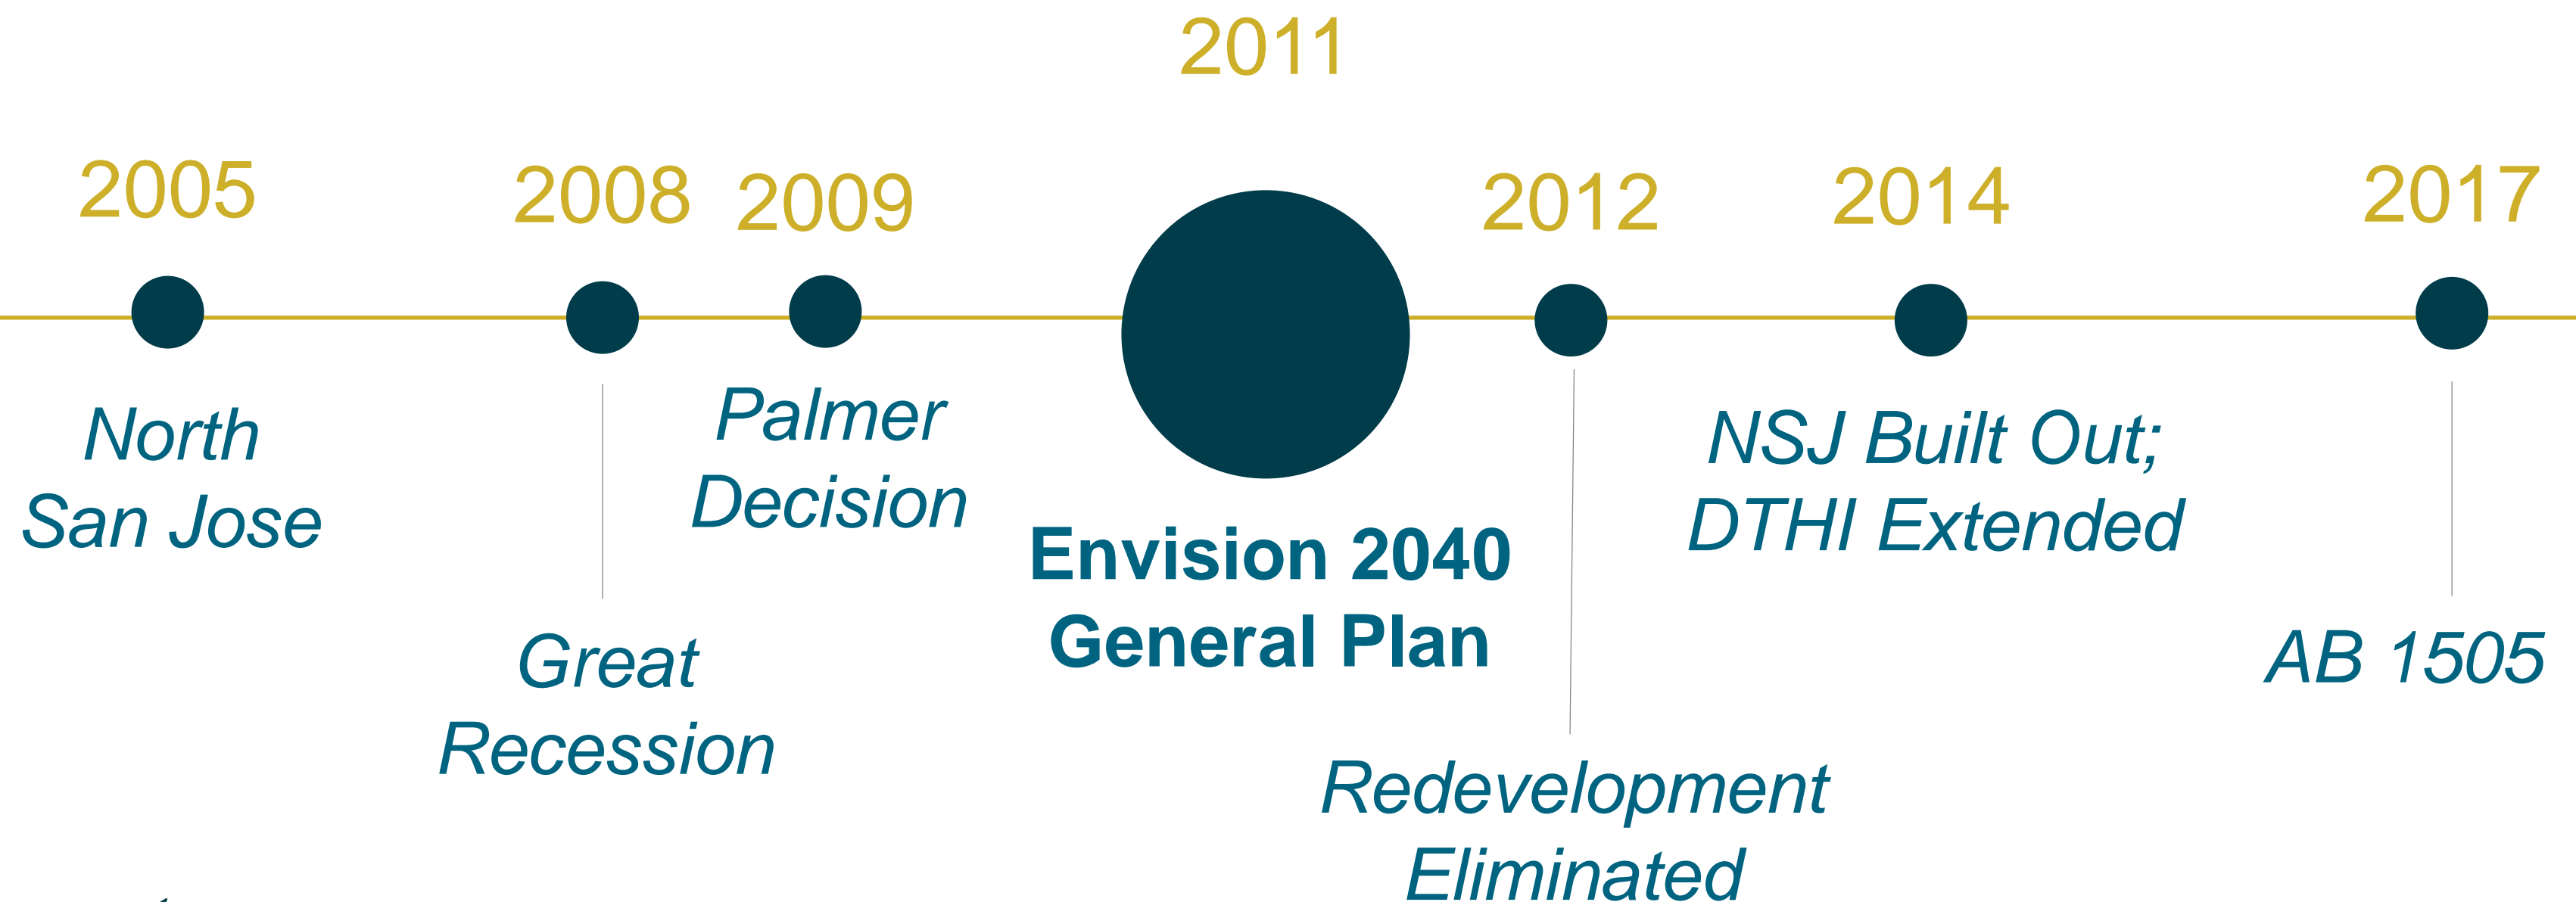 2005
North
San Jose
2008
Great
Recession
2009
Palmer
Decision
2011
Envision 2040
General Plan
2012
Redevelopment
Eliminated
2014
NSJ Built Out;
DTHI Extended
2017
AB 1505